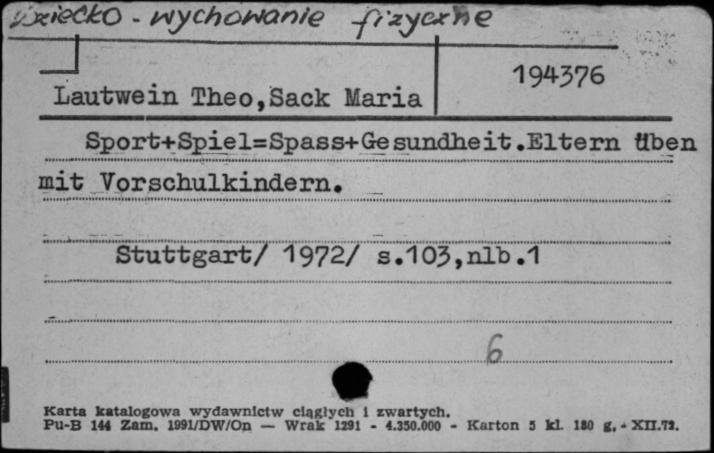 Dziecko - wychowanie fizyczne
194376
Lautwein Theo,Sack Maria
Sport+Spiel=Spass+Gesundheit.Eltern üben
mit Vorschulkindern.
Stuttgart/ 1972/ s.103,nlb.1
6
Karta katalogowa wydawnictw ciągłych i zwartych.
Pu-B 144 Zam. 1991/DW/On — Wrak 1291 - 4.350.000 - Karton 5 kl. 180 g. - XII.72.